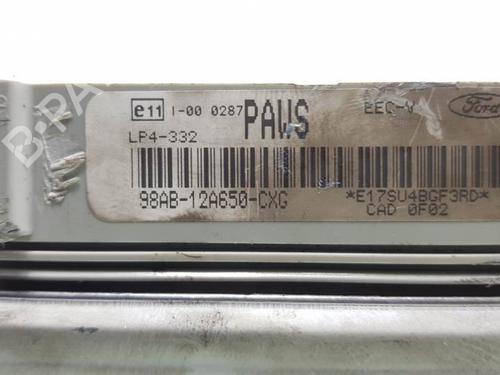 e11 I-00 0287 PAWS EEC-V Ford
LP4-332
98AB-12A650-CXG *E17SU4BGF3RD*
CAD 0F02
B-PA